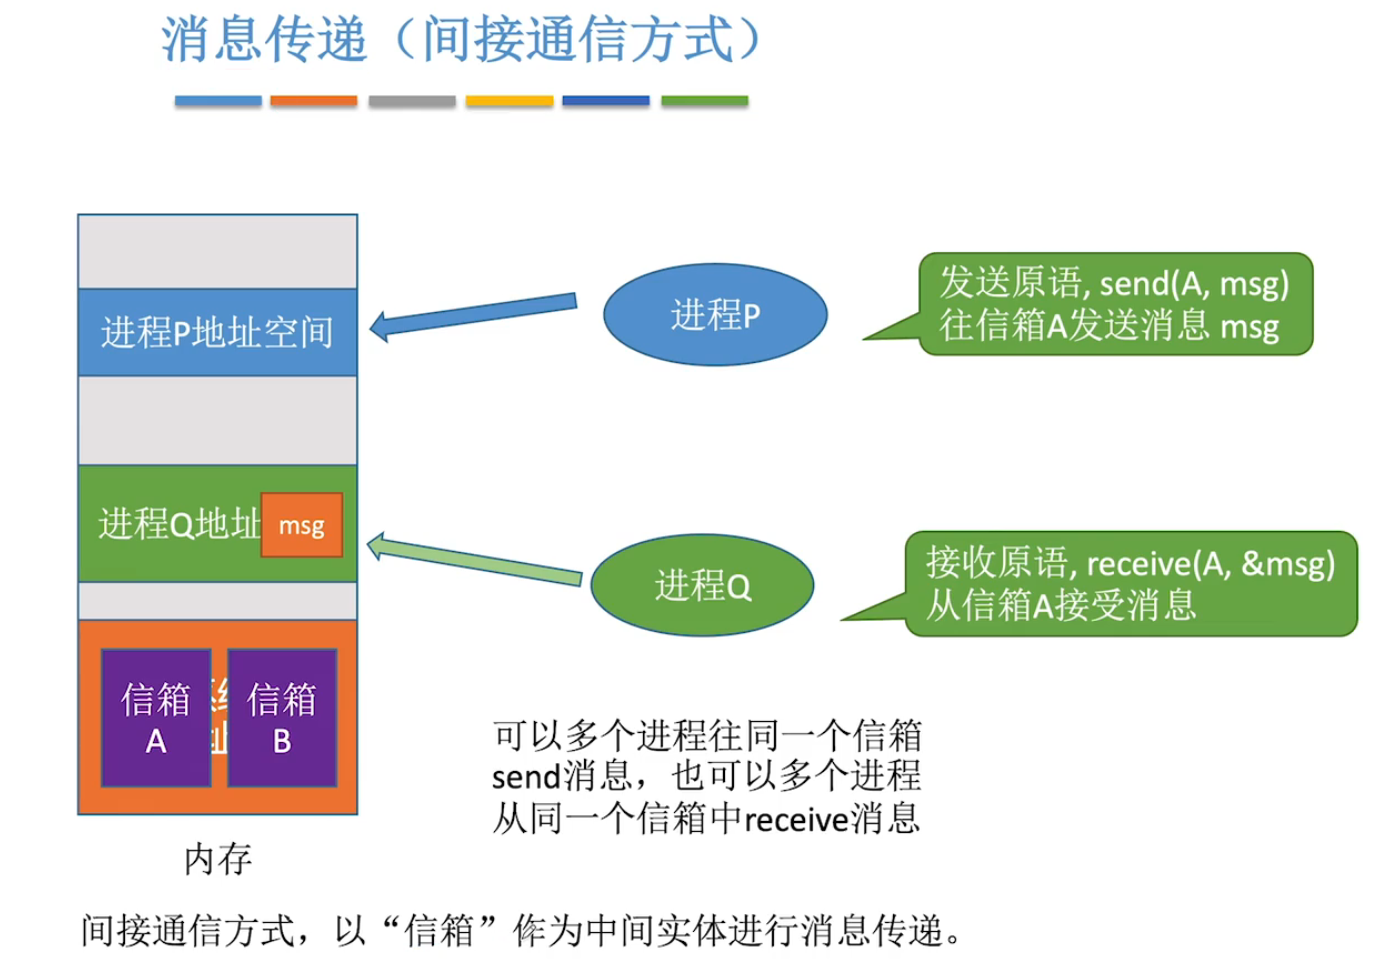 消息传递（间接通信方式）
进程P地址空间
进程P
发送原语, send(A, msg)
往信箱A发送消息 msg
进程Q地址
msg
进程Q
接收原语, receive(A, &msg)
从信箱A接受消息
信箱
A
信箱
B
可以多个进程往同一个信箱
send消息，也可以多个进程
从同一个信箱中receive消息
内存
间接通信方式，以“信箱”作为中间实体进行消息传递。